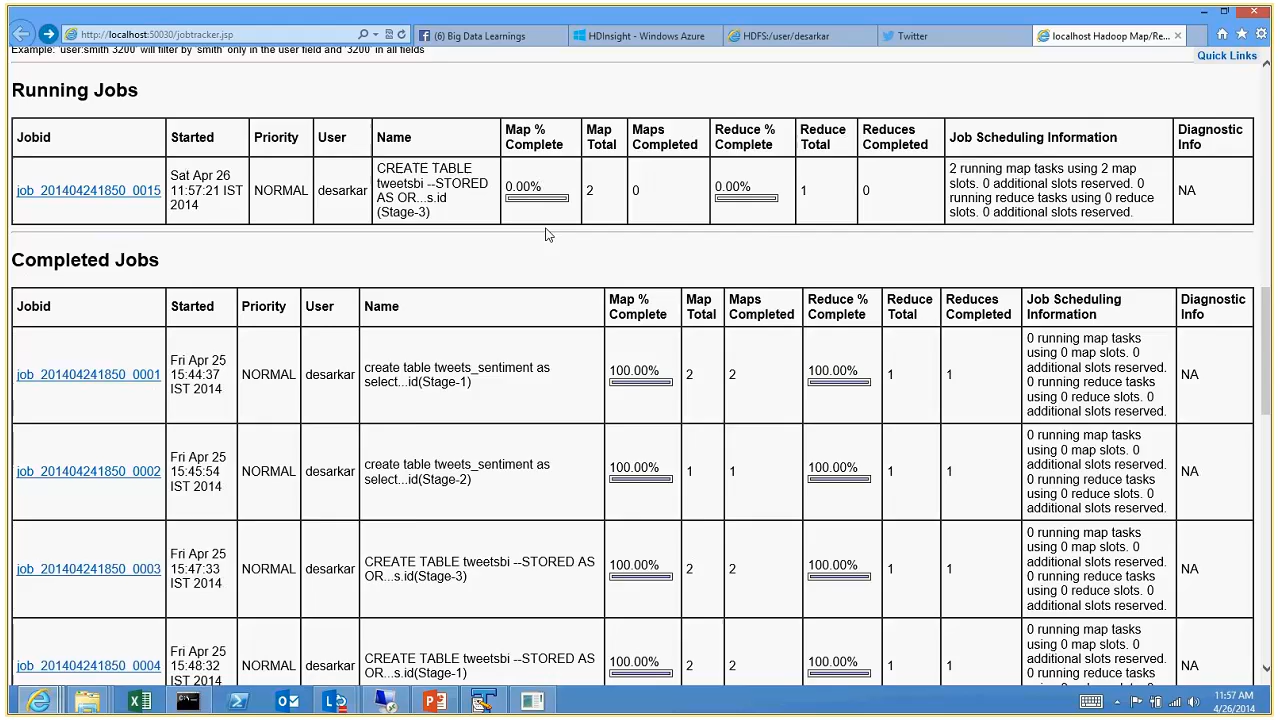 http://localhost:50030/jobtracker.jsp
(6) Big Data Learnings
HDInsight - Windows Azure
HDFS:/user/desarkar
Twitter
localhost Hadoop Map/Re...
Example: 'user:smith 3200' will filter by 'smith' only in the user field and '3200' in all fields
Quick Links
Running Jobs
Jobid
Started
Priority
User
Name
Map %
Complete
Map
Total
Maps
Completed
Reduce %
Complete
Reduce
Total
Reduces
Completed
Job Scheduling Information
Diagnostic
Info
job_201404241850_0015
Sat Apr 26
11:57:21 IST
2014
NORMAL
desarkar
CREATE TABLE
tweetsbi --STORED
AS OR...s.id
(Stage-3)
0.00%
2
0
0.00%
1
0
2 running map tasks using 2 map
slots. 0 additional slots reserved. 0
running reduce tasks using 0 reduce
slots. 0 additional slots reserved.
NA
Completed Jobs
Jobid
Started
Priority
User
Name
Map %
Complete
Map
Total
Maps
Completed
Reduce %
Complete
Reduce
Total
Reduces
Completed
Job Scheduling
Information
Diagnostic
Info
job_201404241850_0001
Fri Apr 25
15:44:37
IST 2014
NORMAL
desarkar
create table tweets_sentiment as
select...id(Stage-1)
100.00%
2
2
100.00%
1
1
0 running map tasks
using 0 map slots. 0
additional slots reserved.
0 running reduce tasks
using 0 reduce slots. 0
additional slots reserved.
NA
job_201404241850_0002
Fri Apr 25
15:45:54
IST 2014
NORMAL
desarkar
create table tweets_sentiment as
select...id(Stage-2)
100.00%
1
1
100.00%
1
1
0 running map tasks
using 0 map slots. 0
additional slots reserved.
0 running reduce tasks
using 0 reduce slots. 0
additional slots reserved.
NA
job_201404241850_0003
Fri Apr 25
15:47:33
IST 2014
NORMAL
desarkar
CREATE TABLE tweetsbi --STORED AS
OR...s.id(Stage-3)
100.00%
2
2
100.00%
1
1
0 running map tasks
using 0 map slots. 0
additional slots reserved.
0 running reduce tasks
using 0 reduce slots. 0
additional slots reserved.
NA
job_201404241850_0004
Fri Apr 25
15:48:32
IST 2014
NORMAL
desarkar
CREATE TABLE tweetsbi --STORED AS
OR...s.id(Stage-1)
100.00%
2
2
100.00%
1
1
0 running map tasks
using 0 map slots. 0
additional slots reserved.
0 running reduce tasks
NA
11:57 AM
4/26/2014